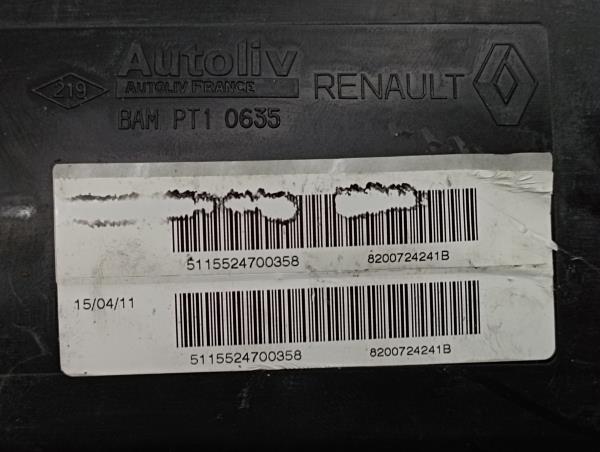 219
Autoliv
AUTOLIV FRANCE
RENAULT
BAM PT1 0635
5115524700358 8200724241B
15/04/11
5115524700358 8200724241B